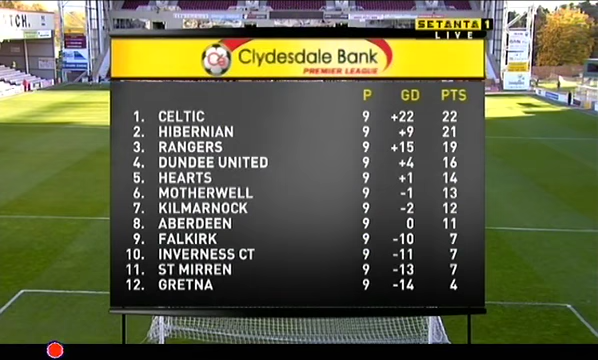 TCH.
SETANTA 1
LIVE
Clydesdale Bank
PREMIER LEAGUE
P GD PTS
1. CELTIC 9 +22 22
2. HIBERNIAN 9 +9 21
3. RANGERS 9 +15 19
4. DUNDEE UNITED 9 +4 16
5. HEARTS 9 +1 14
6. MOTHERWELL 9 -1 13
7. KILMARNOCK 9 -2 12
8. ABERDEEN 9 0 11
9. FALKIRK 9 -10 7
10. INVERNESS CT 9 -11 7
11. ST MIRREN 9 -13 7
12. GRETNA 9 -14 4